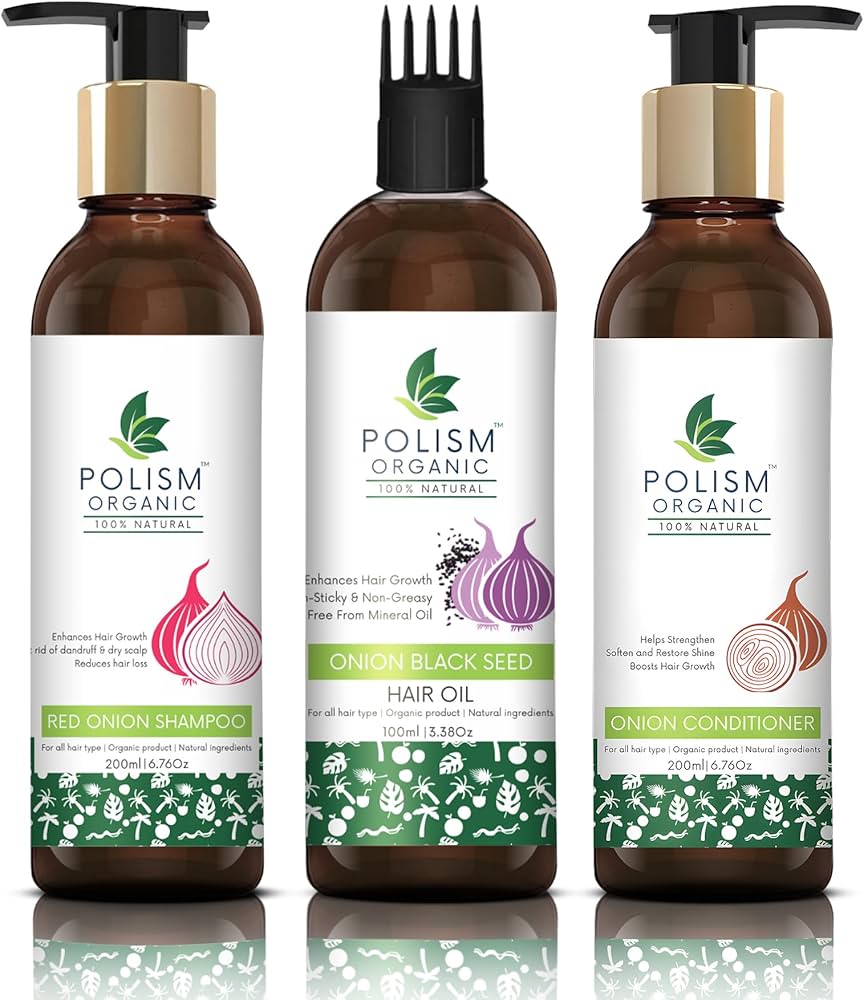 POLISM™
ORGANIC
100% NATURAL
Enhances Hair Growth
rid of dandruff & dry scalp
Reduces hair loss
RED ONION SHAMPOO
For all hair type | Organic product | Natural ingredients
200ml|6.76Oz
POLISM™
ORGANIC
100% NATURAL
Enhances Hair Growth
-Sticky & Non-Greasy
Free From Mineral Oil
ONION BLACK SEED
HAIR OIL
For all hair type | Organic product | Natural ingredients
100ml|3.38Oz
POLISM™
ORGANIC
100% NATURAL
Helps Strengthen
Soften and Restore Shine
Boosts Hair Growth
ONION CONDITIONER
For all hair type | Organic product | Natural ingredients
200ml|6.76Oz